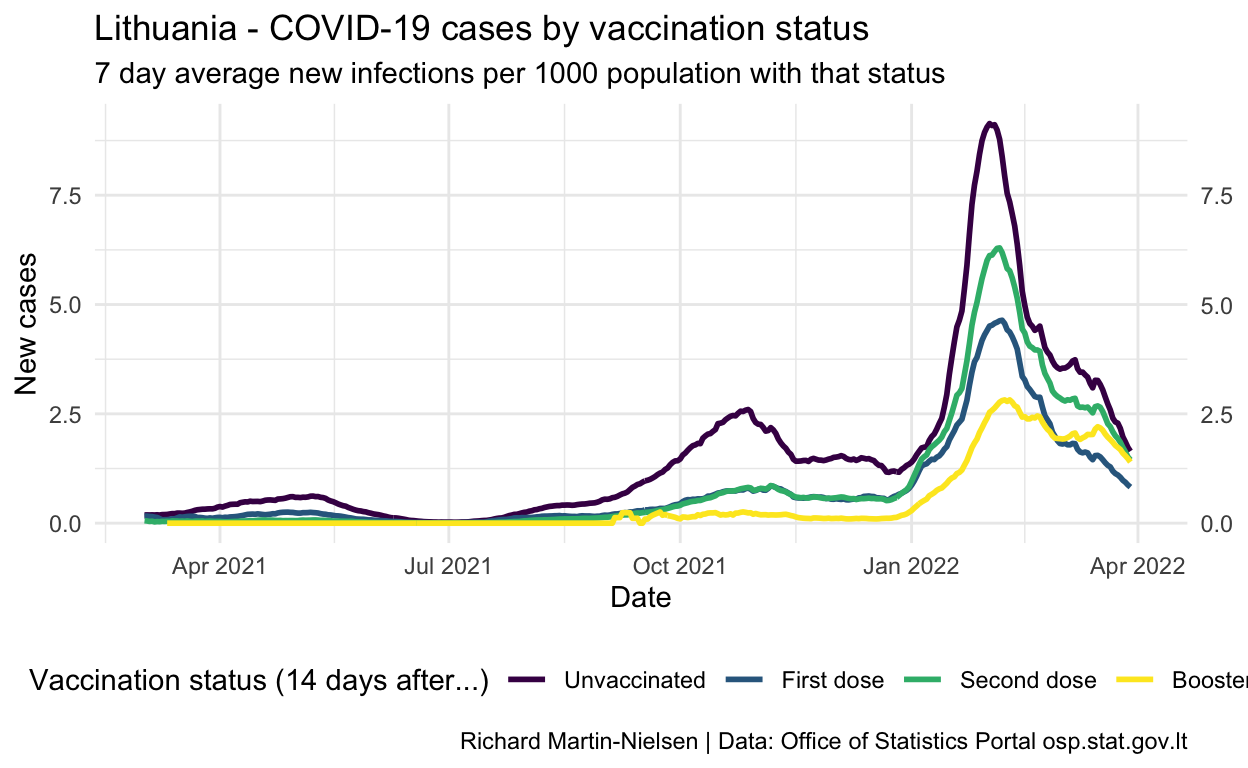 Lithuania - COVID-19 cases by vaccination status
7 day average new infections per 1000 population with that status
New cases
7.5
5.0
2.5
0.0
7.5
5.0
2.5
0.0
Apr 2021 Jul 2021 Oct 2021 Jan 2022 Apr 2022
Date
Vaccination status (14 days after...) Unvaccinated First dose Second dose Booster
Richard Martin-Nielsen | Data: Office of Statistics Portal osp.stat.gov.lt